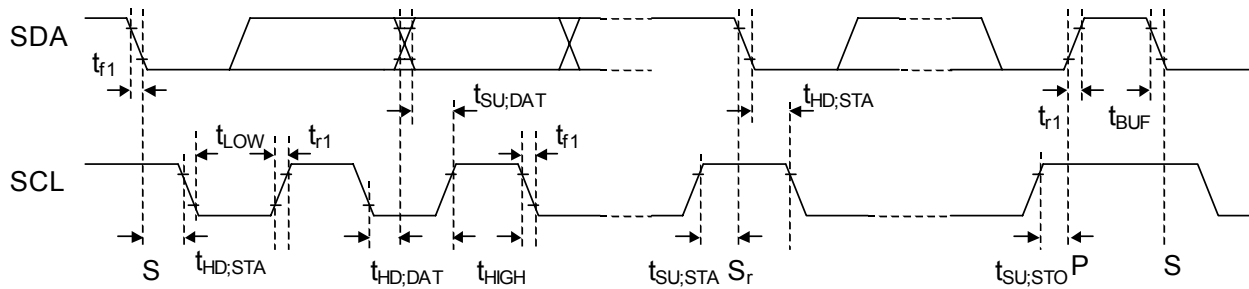 SDA
t_f1
t_SU;DAT
t_HD;STA
t_r1
t_BUF
t_LOW
t_r1
t_f1
SCL
S
t_HD;STA
t_HD;DAT
t_HIGH
t_SU;STA
S_r
t_SU;STO
P
S